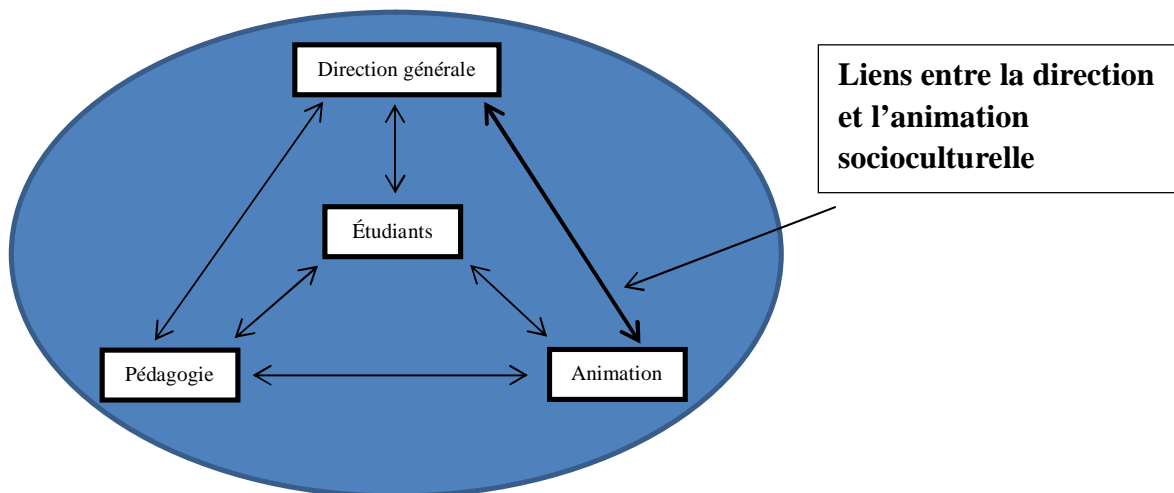 Direction générale
Liens entre la direction
et l’animation
socioculturelle
Étudiants
Pédagogie
Animation